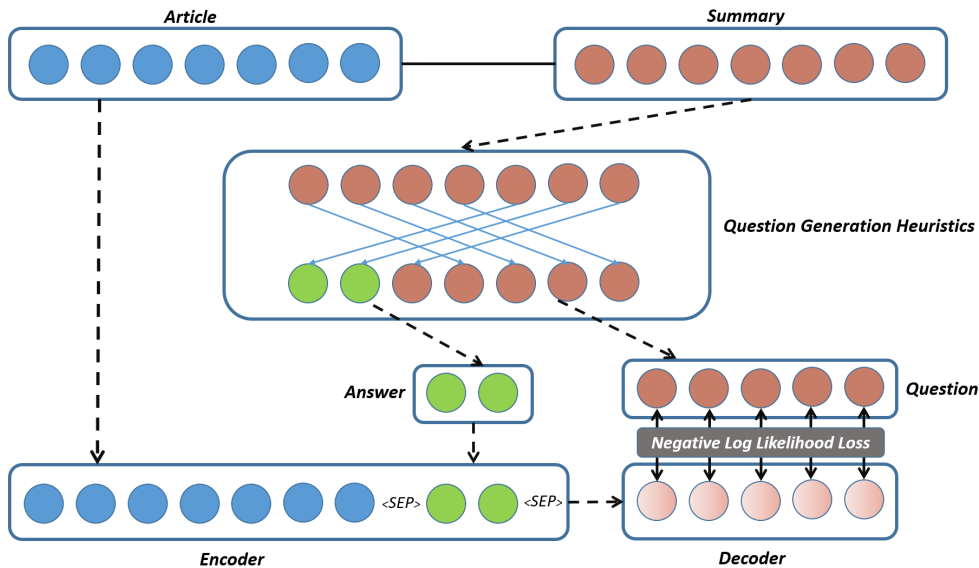 Article
Summary
Question Generation Heuristics
Answer
Question
Negative Log Likelihood Loss
<SEP>
<SEP>
Encoder
Decoder